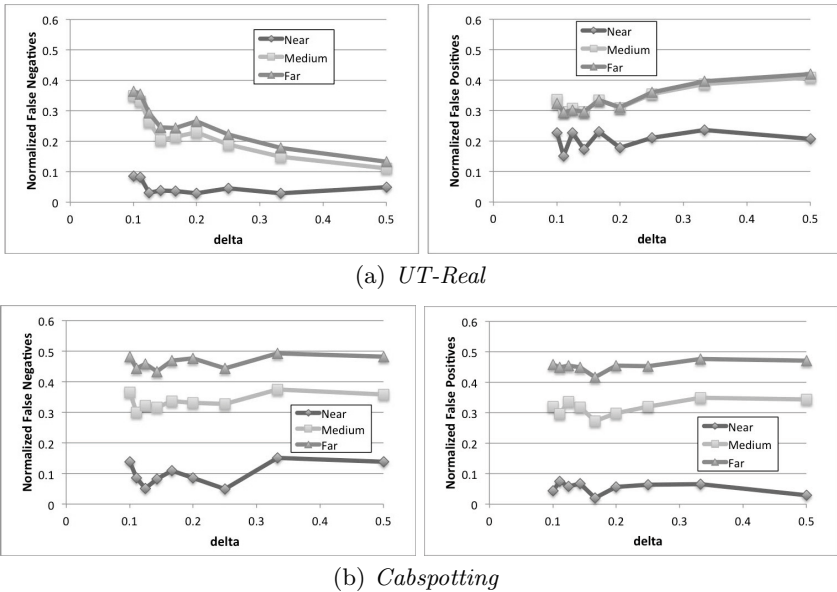 Normalized False Negatives
0.6
0.5
0.4
0.3
0.2
0.1
0
0
0.1
0.2
0.3
0.4
0.5
delta
Near
Medium
Far
Normalized False Positives
0.6
0.5
0.4
0.3
0.2
0.1
0
0
0.1
0.2
0.3
0.4
0.5
delta
Near
Medium
Far
(a) UT-Real
Normalized False Negatives
0.6
0.5
0.4
0.3
0.2
0.1
0
0
0.1
0.2
0.3
0.4
0.5
delta
Near
Medium
Far
Normalized False Positives
0.6
0.5
0.4
0.3
0.2
0.1
0
0
0.1
0.2
0.3
0.4
0.5
delta
Near
Medium
Far
(b) Cabspotting